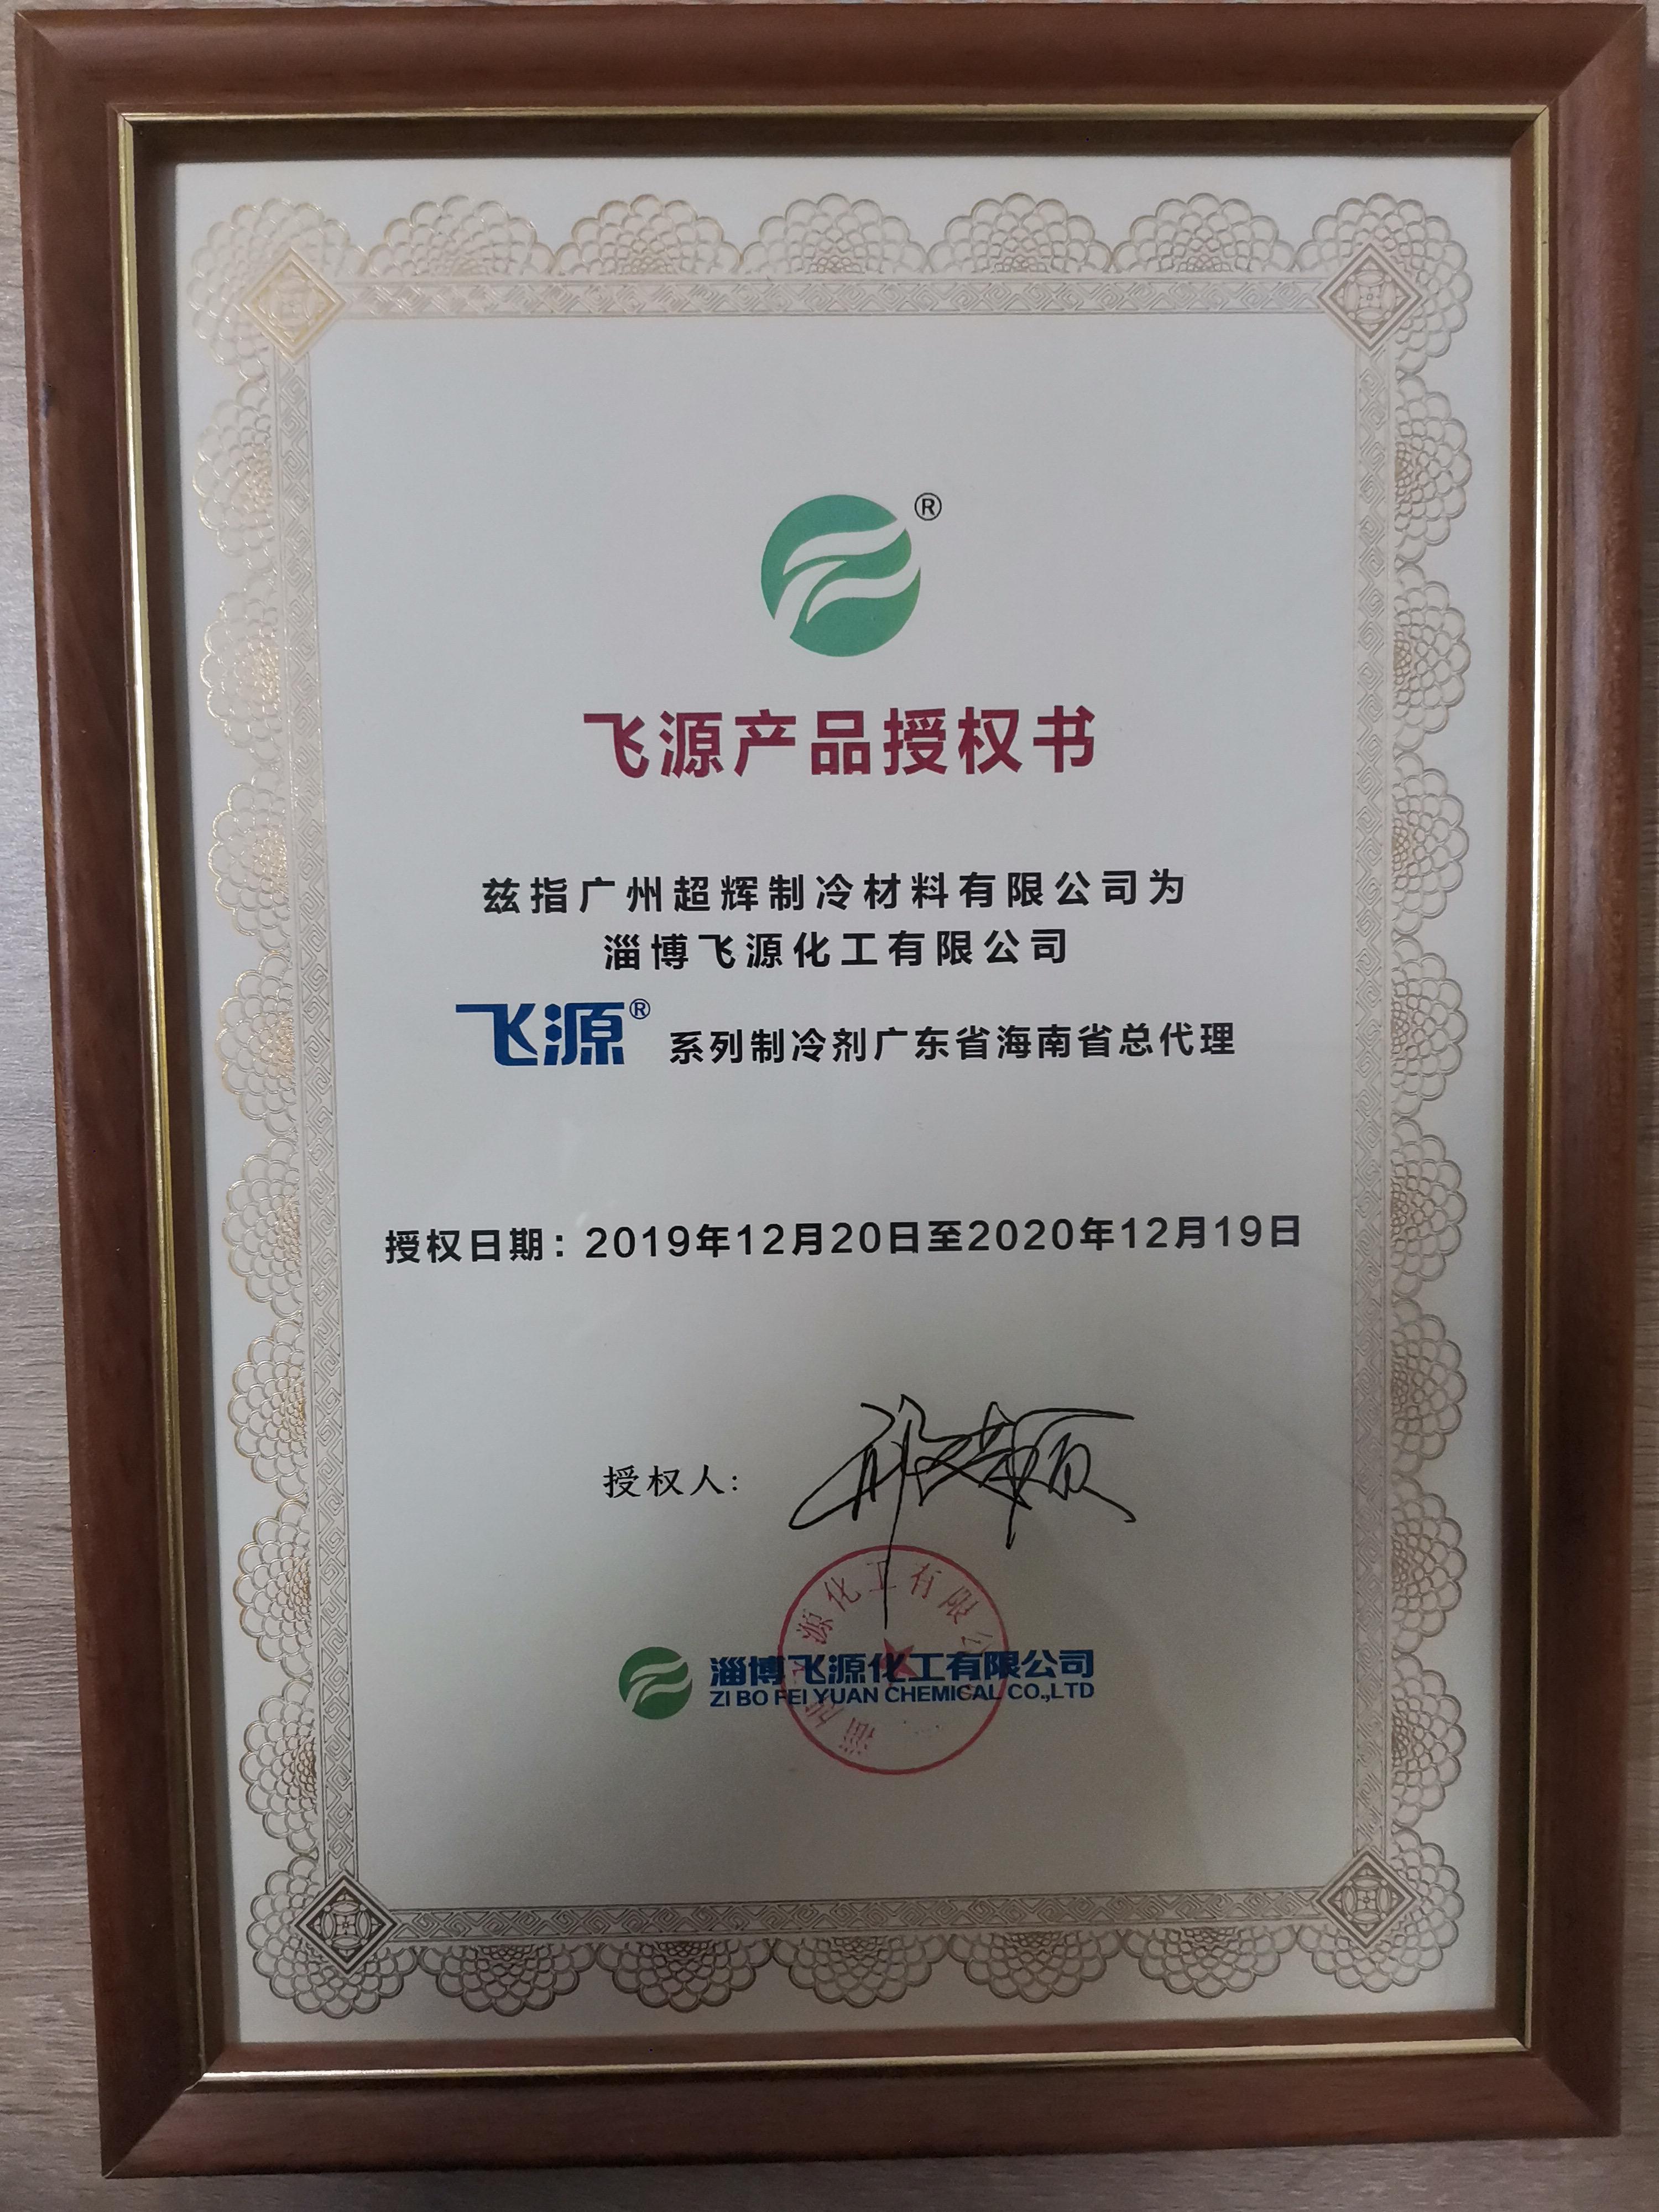 ®
飞源产品授权书
兹指广州超辉制冷材料有限公司为
淄博飞源化工有限公司
飞源® 系列制冷剂广东省海南省总代理
授权日期：2019年12月20日至2020年12月19日
授权人:
淄博飞源化工有限公司
ZI BO FEI YUAN CHEMICAL CO.,LTD